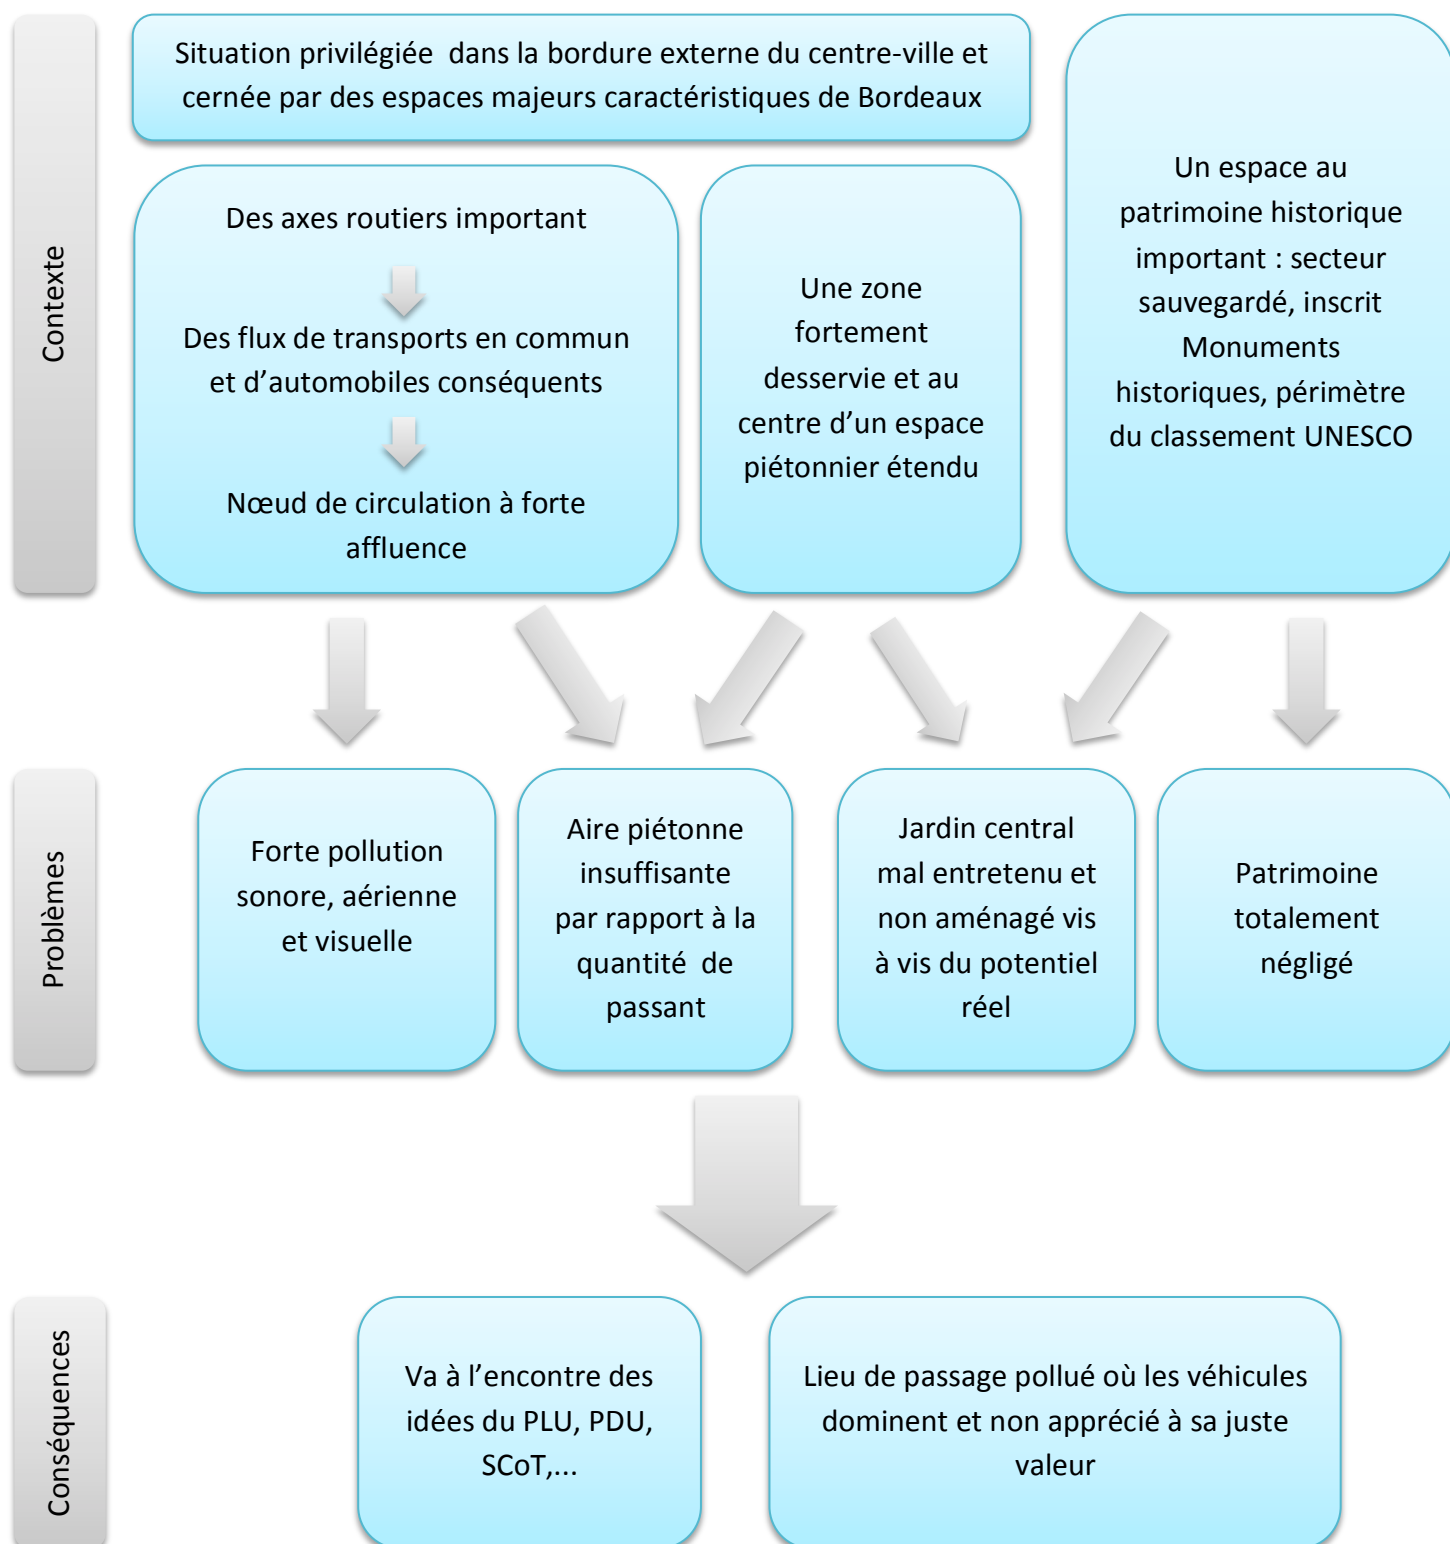 Contexte
Situation privilégiée  dans la bordure externe du centre-ville et
cernée par des espaces majeurs caractéristiques de Bordeaux
Des axes routiers important
Des flux de transports en commun
et d’automobiles conséquents
Nœud de circulation à forte
affluence
Une zone
fortement
desservie et au
centre d’un espace
piétonnier étendu
Un espace au
patrimoine historique
important : secteur
sauvegardé, inscrit
Monuments
historiques, périmètre
du classement UNESCO
Problèmes
Forte pollution
sonore, aérienne
et visuelle
Aire piétonne
insuffisante
par rapport à la
quantité  de
passant
Jardin central
mal entretenu et
non aménagé vis
à vis du potentiel
réel
Patrimoine
totalement
négligé
Conséquences
Va à l’encontre des
idées du PLU, PDU,
SCoT,...
Lieu de passage pollué où les véhicules
dominent et non apprécié à sa juste
valeur